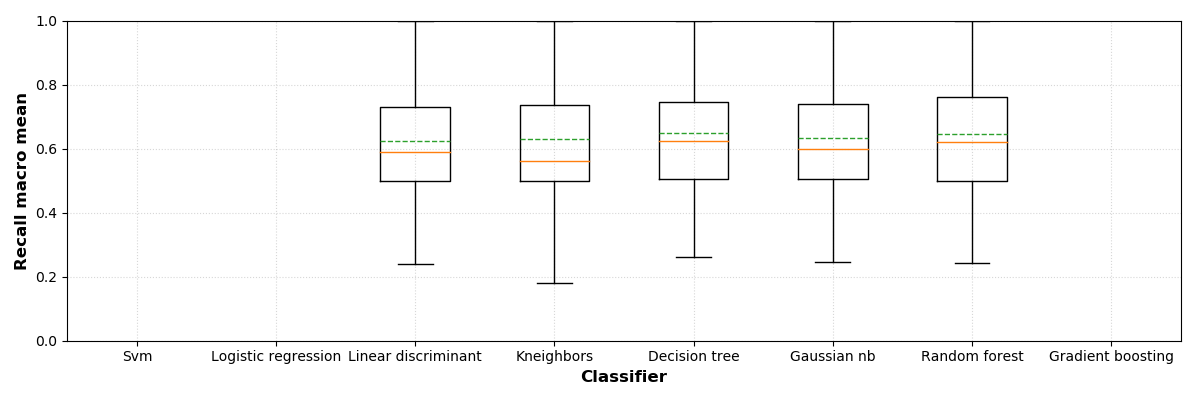 1.0
0.8
0.6
0.4
0.2
0.0
Recall macro mean
Svm Logistic regression Linear discriminant Kneighbors Decision tree Gaussian nb Random forest Gradient boosting
Classifier